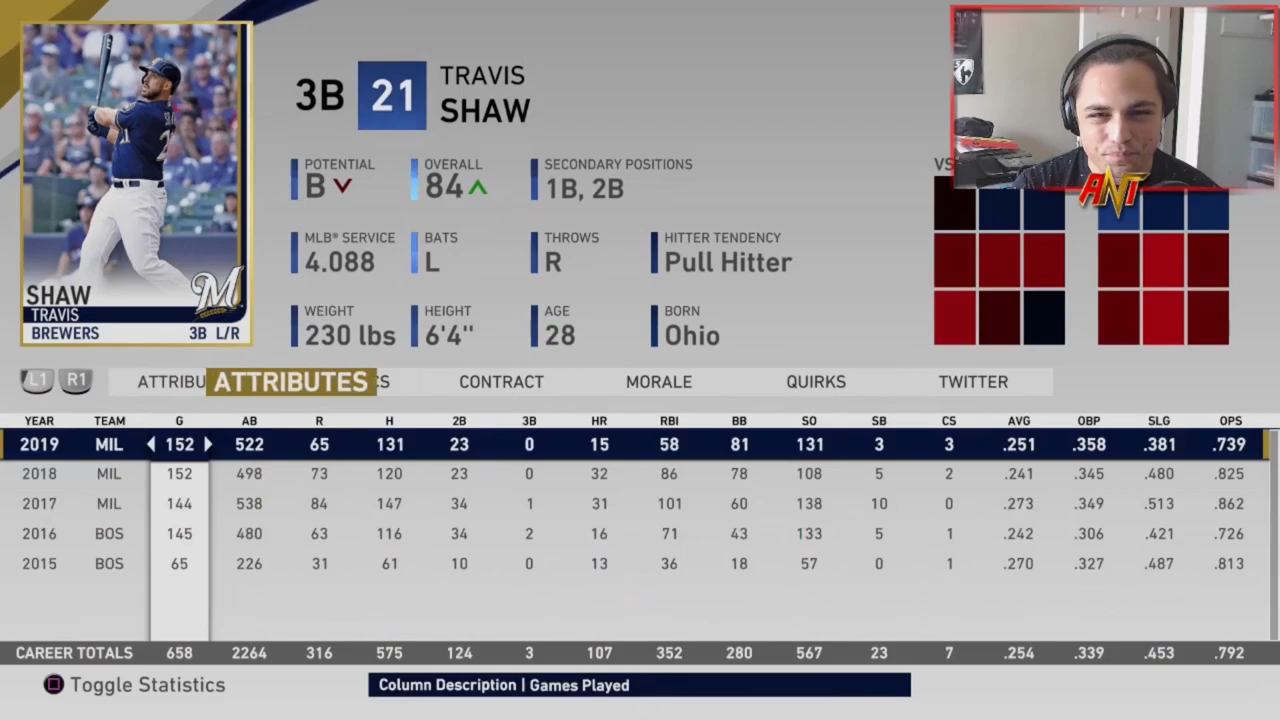 3B 21 TRAVIS SHAW
POTENTIAL OVERALL SECONDARY POSITIONS
B 84 1B, 2B
VS
ANT
MLB® SERVICE BATS THROWS HITTER TENDENCY
4.088 L R Pull Hitter
SHAW
TRAVIS
BREWERS 3B L/R
WEIGHT HEIGHT AGE BORN
230 lbs 6'4" 28 Ohio
L1 R1 ATTRIBU ATTRIBUTES CS CONTRACT MORALE QUIRKS TWITTER
YEAR TEAM G AB R H 2B 3B HR RBI BB SO SB CS AVG OBP SLG OPS
2019 MIL 152 522 65 131 23 0 15 58 81 131 3 3 .251 .358 .381 .739
2018 MIL 152 498 73 120 23 0 32 86 78 108 5 2 .241 .345 .480 .825
2017 MIL 144 538 84 147 34 1 31 101 60 138 10 0 .273 .349 .513 .862
2016 BOS 145 480 63 116 34 2 16 71 43 133 5 1 .242 .306 .421 .726
2015 BOS 65 226 31 61 10 0 13 36 18 57 0 1 .270 .327 .487 .813
CAREER TOTALS 658 2264 316 575 124 3 107 352 280 567 23 7 .254 .339 .453 .792
Toggle Statistics
Column Description | Games Played